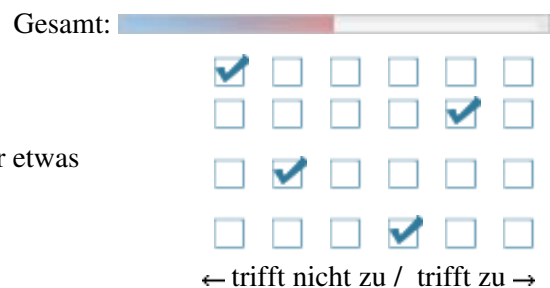 Gesamt:
etwas
← trifft nicht zu / trifft zu →